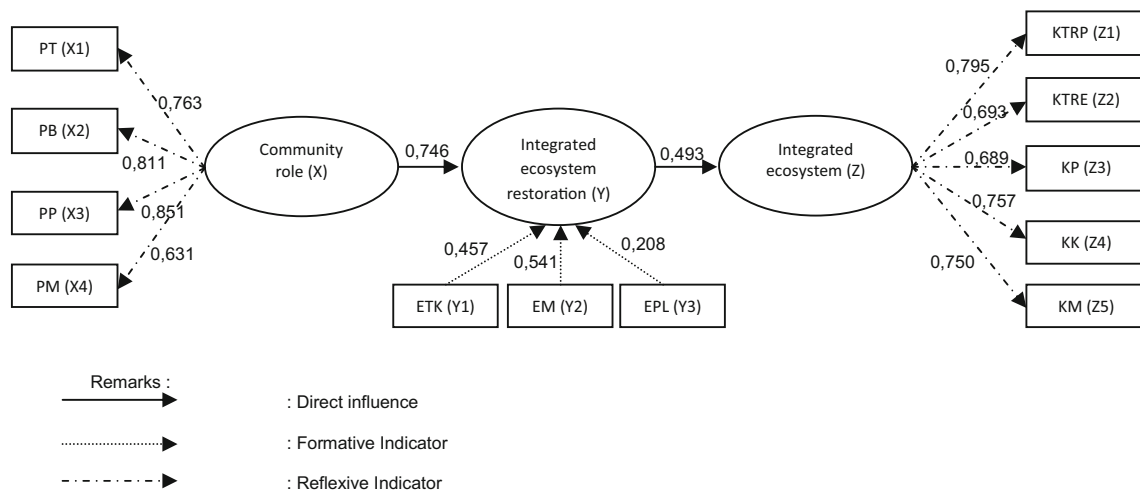 PT (X1)
PB (X2)
PP (X3)
PM (X4)
0,763
0,811
0,851
0,631
Community
role (X)
0,746
Integrated
ecosystem
restoration (Y)
0,493
Integrated
ecosystem (Z)
0,457
0,541
0,208
ETK (Y1)
EM (Y2)
EPL (Y3)
0,795
0,693
0,689
0,757
0,750
KTRP (Z1)
KTRE (Z2)
KP (Z3)
KK (Z4)
KM (Z5)
Remarks :
: Direct influence
: Formative Indicator
: Reflexive Indicator